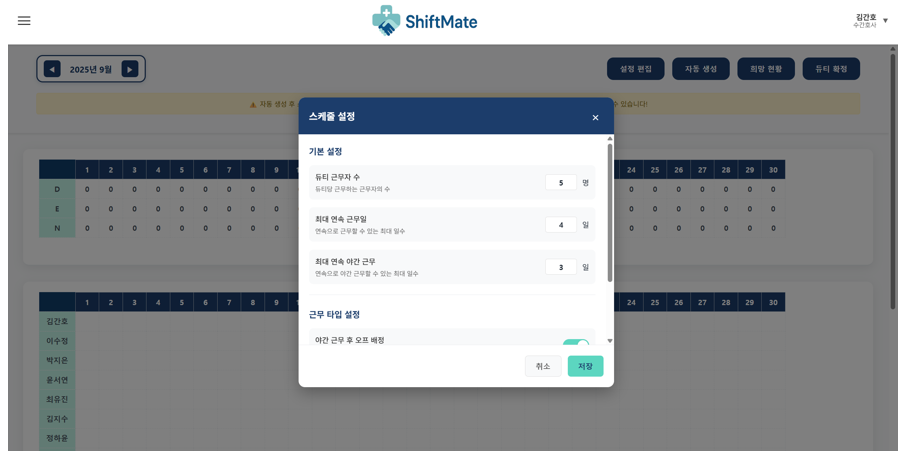 ShiftMate
김간호
수간호사
▼
◀ 2025년 9월 ▶
설정 편집 자동 생성 희망 현황 듀티 확정
자동 생성 후 수 있습니다!
스케줄 설정 ×
기본 설정
듀티 근무자 수
듀티당 근무하는 근무자의 수
5 명
최대 연속 근무일
연속으로 근무할 수 있는 최대 일수
4 일
최대 연속 야간 근무
연속으로 야간 근무할 수 있는 최대 일수
3 일
근무 타입 설정
야간 근무 후 오프 배정
취소 저장
1 2 3 4 5 6 7 8 9 24 25 26 27 28 29 30
D 0 0 0 0 0 0 0 0 0 0 0 0 0 0 0 0
E 0 0 0 0 0 0 0 0 0 0 0 0 0 0 0 0
N 0 0 0 0 0 0 0 0 0 0 0 0 0 0 0 0
1 2 3 4 5 6 7 8 9 24 25 26 27 28 29 30
김간호
이수정
박지은
윤서연
최유진
김지수
정하윤